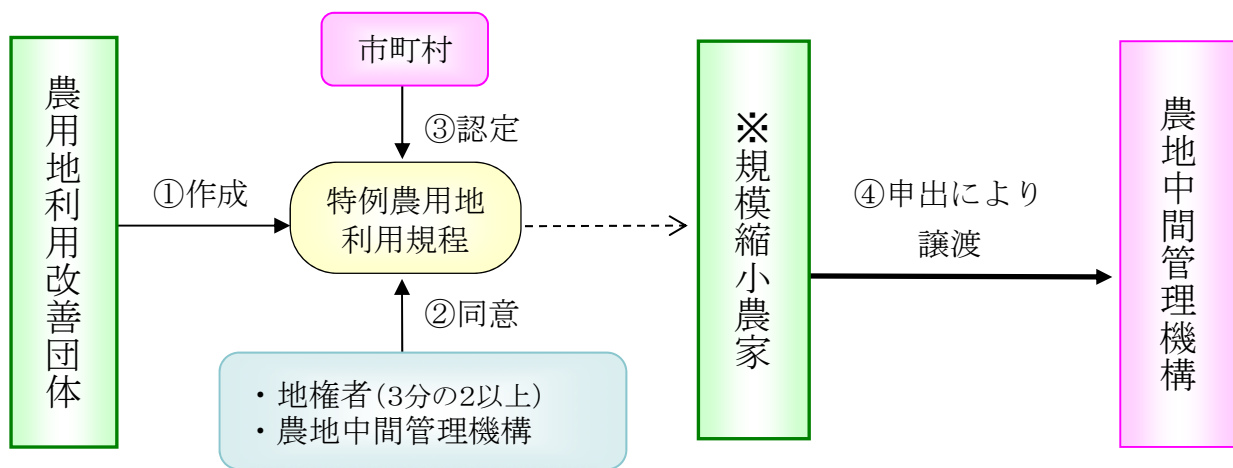 農用地利用改善団体
①作成
市町村
③認定
特例農用地
利用規程
②同意
・地権者(3分の2以上)
・農地中間管理機構
※規模縮小農家
④申出により
譲渡
農地中間管理機構